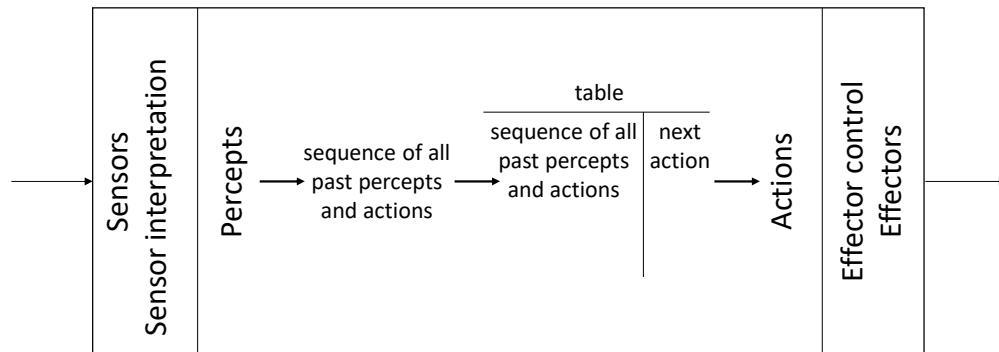 Sensors
Sensor interpretation
Percepts
sequence of all
past percepts
and actions
table
sequence of all
past percepts
and actions
next
action
Actions
Effector control
Effectors